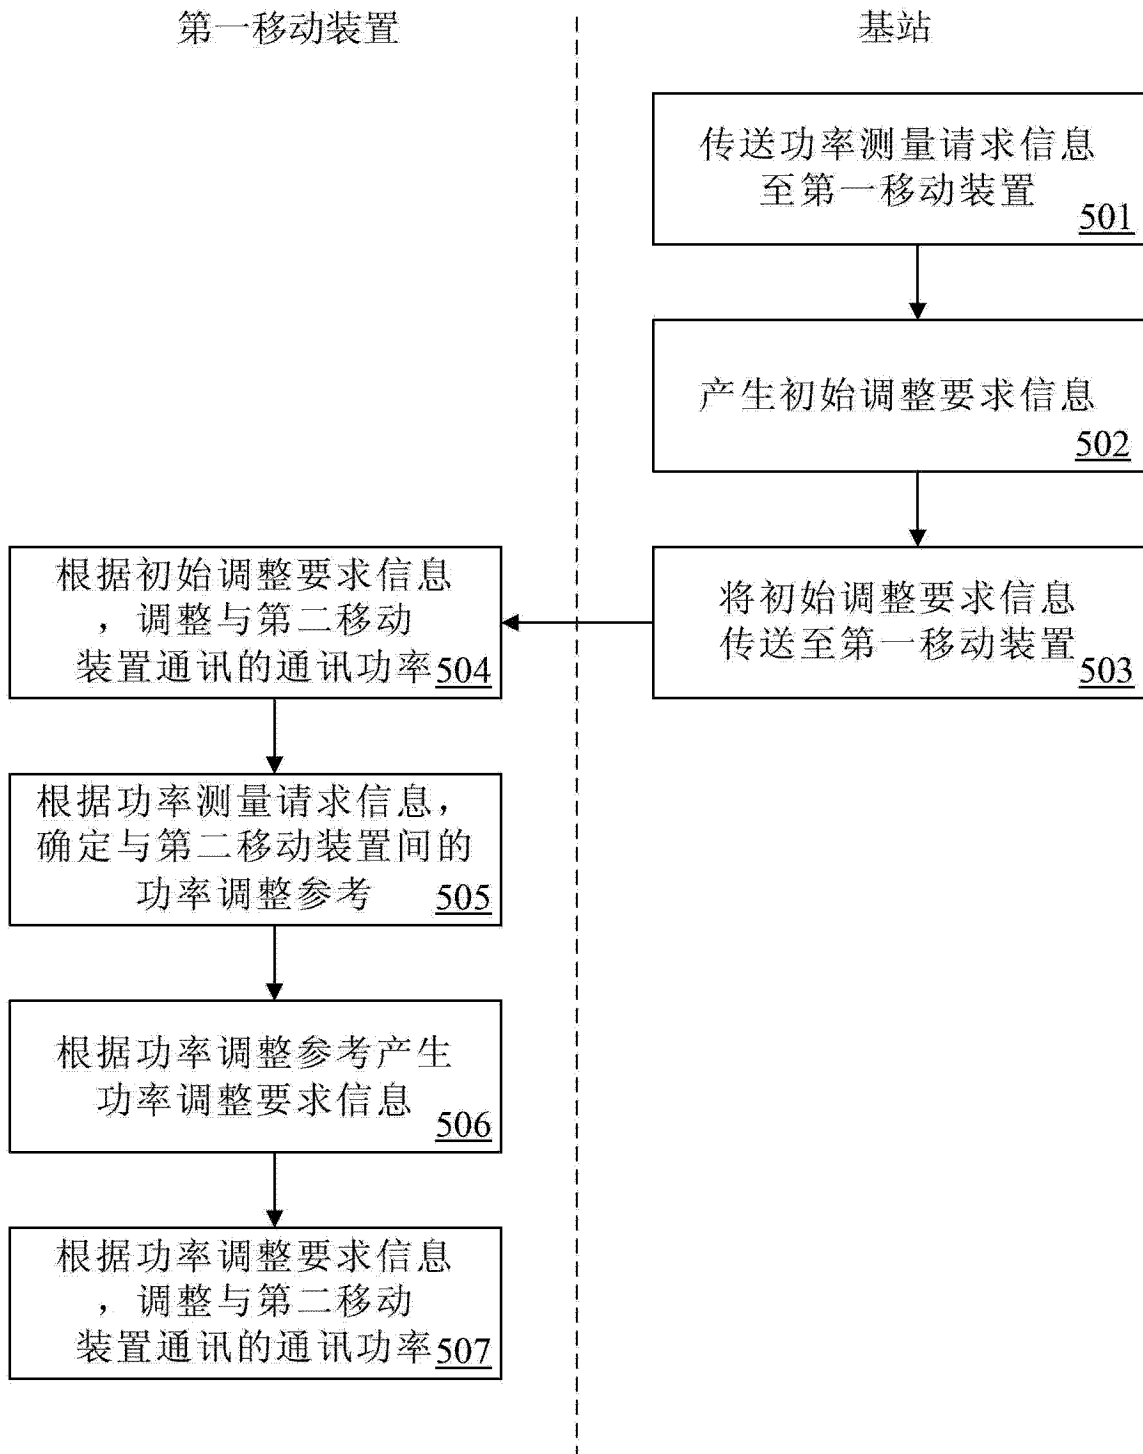 第一移动装置
基站
传送功率测量请求信息
至第一移动装置
501
产生初始调整要求信息
502
将初始调整要求信息
传送至第一移动装置
503
根据初始调整要求信息
，调整与第二移动
装置通讯的通讯功率504
根据功率测量请求信息，
确定与第二移动装置间的
功率调整参考 505
根据功率调整参考产生
功率调整要求信息
506
根据功率调整要求信息
，调整与第二移动
装置通讯的通讯功率507